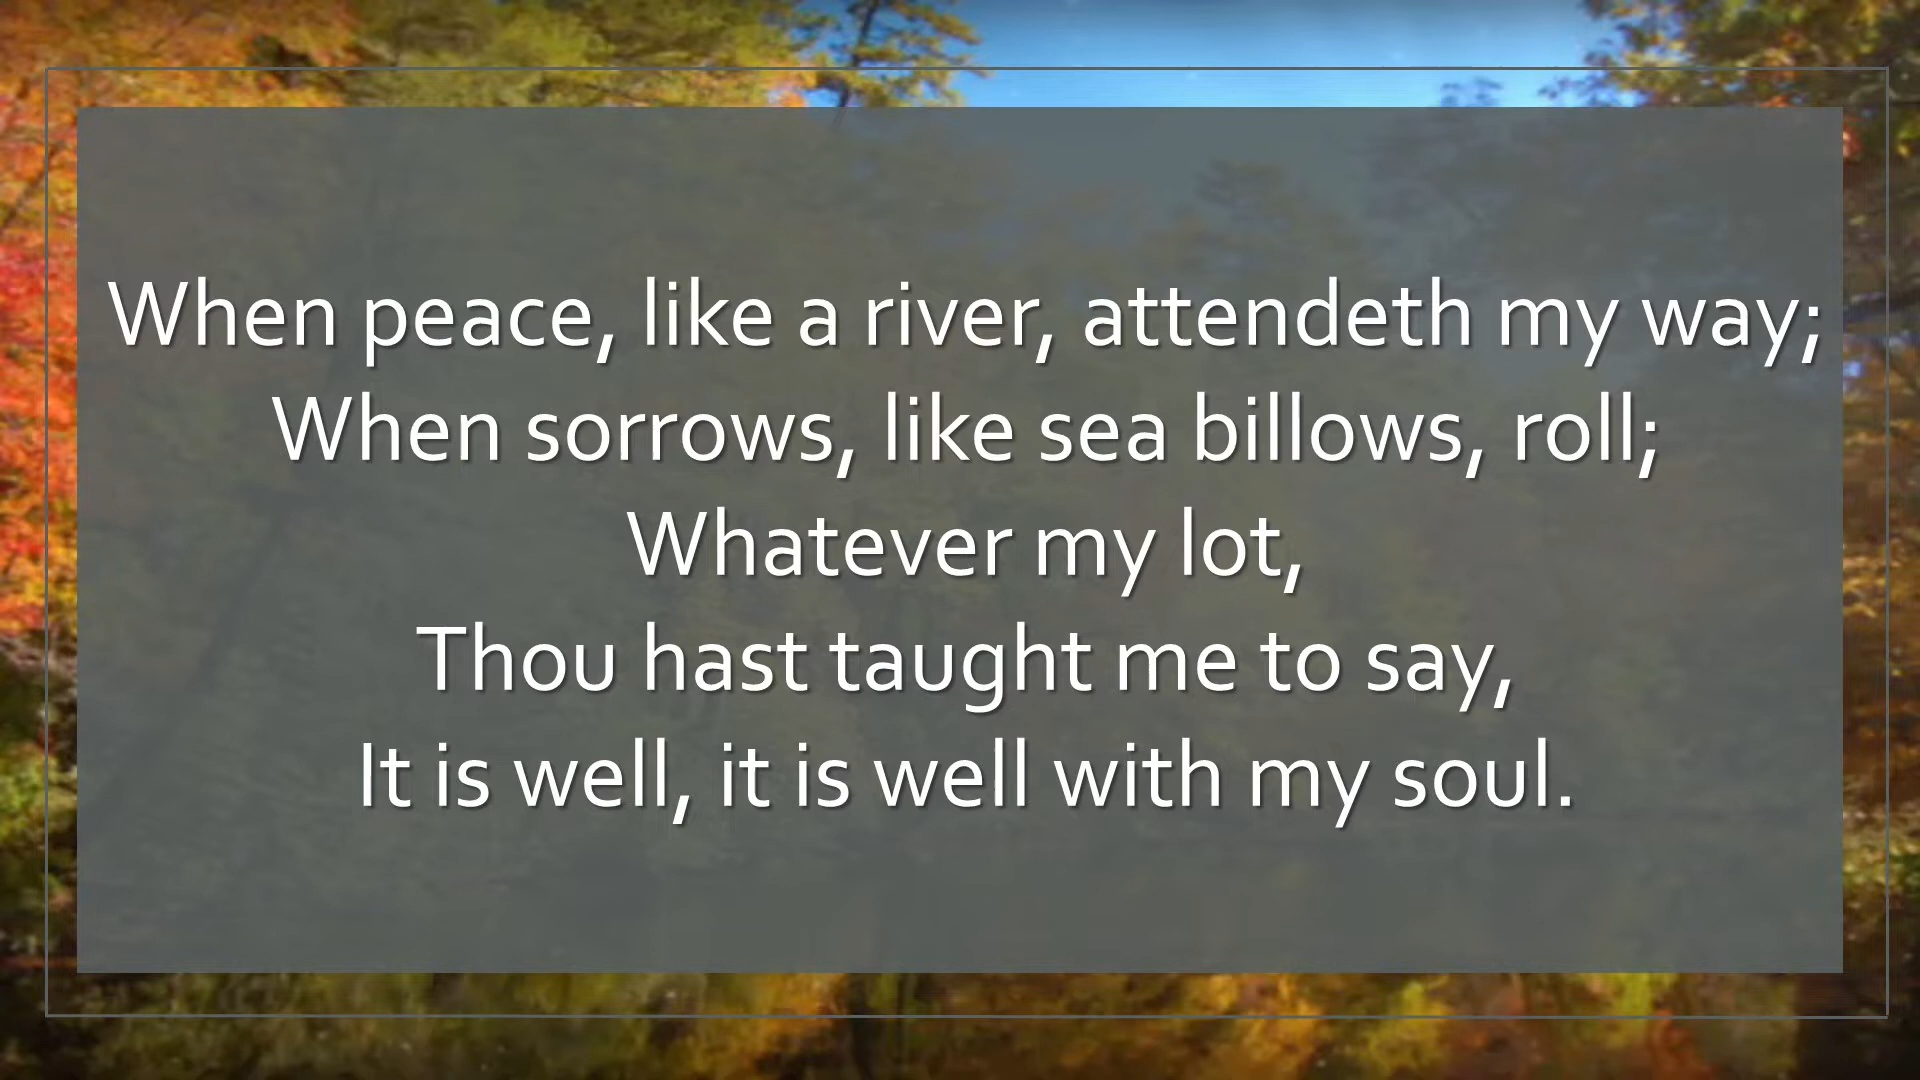 When peace, like a river, attendeth my way;
When sorrows, like sea billows, roll;
Whatever my lot,
Thou hast taught me to say,
It is well, it is well with my soul.